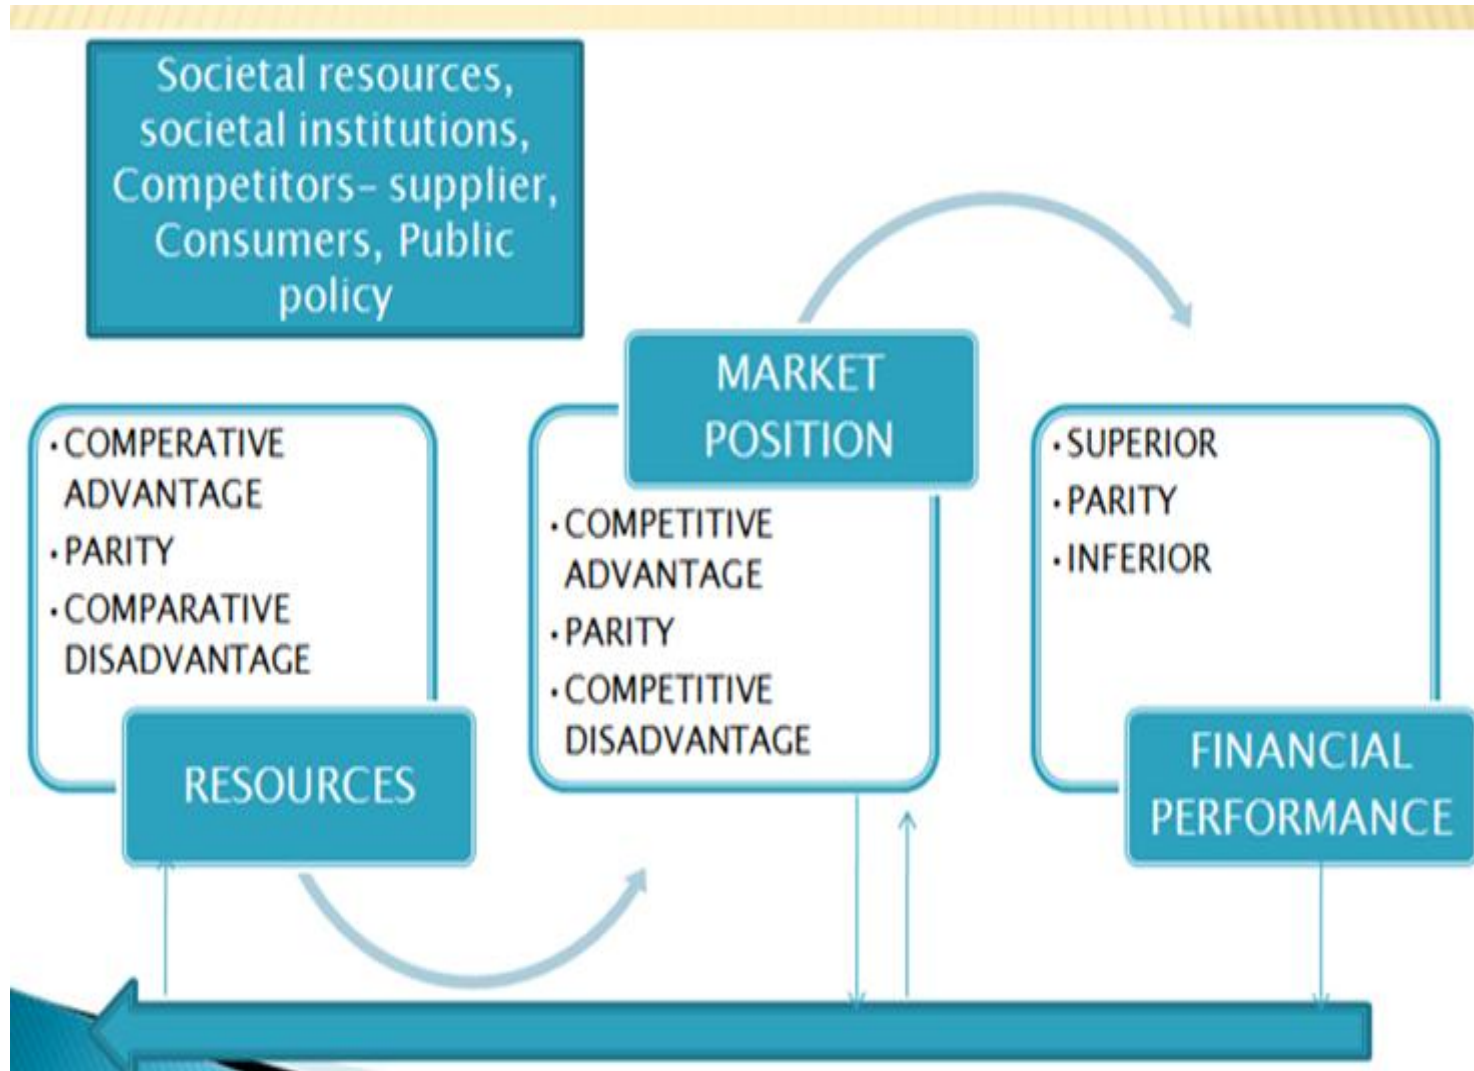 Societal resources,
societal institutions,
Competitors– supplier,
Consumers, Public
policy
•COMPERATIVE
ADVANTAGE
•PARITY
•COMPARATIVE
DISADVANTAGE
RESOURCES
MARKET
POSITION
•COMPETITIVE
ADVANTAGE
•PARITY
•COMPETITIVE
DISADVANTAGE
•SUPERIOR
•PARITY
•INFERIOR
FINANCIAL
PERFORMANCE